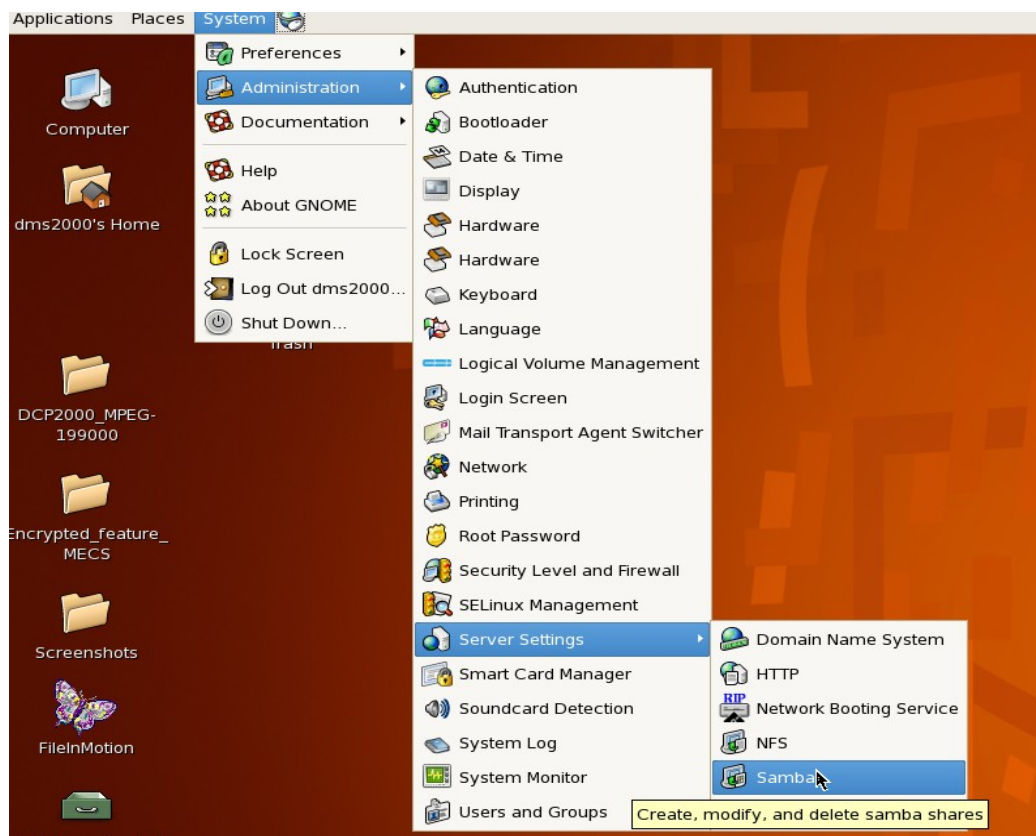 Applications Places System
Preferences
Administration
Documentation
Help
About GNOME
Lock Screen
Log Out dms2000...
Shut Down...
Authentication
Bootloader
Date & Time
Display
Hardware
Hardware
Keyboard
Language
Logical Volume Management
Login Screen
Mail Transport Agent Switcher
Network
Printing
Root Password
Security Level and Firewall
SELinux Management
Server Settings
Smart Card Manager
Soundcard Detection
System Log
System Monitor
Users and Groups
Domain Name System
HTTP
RIP
Network Booting Service
NFS
Samba
Create, modify, and delete samba shares
Computer
dms2000's Home
Trash
DCP2000_MPEG-
199000
Encrypted_feature_
MECS
Screenshots
FileInMotion